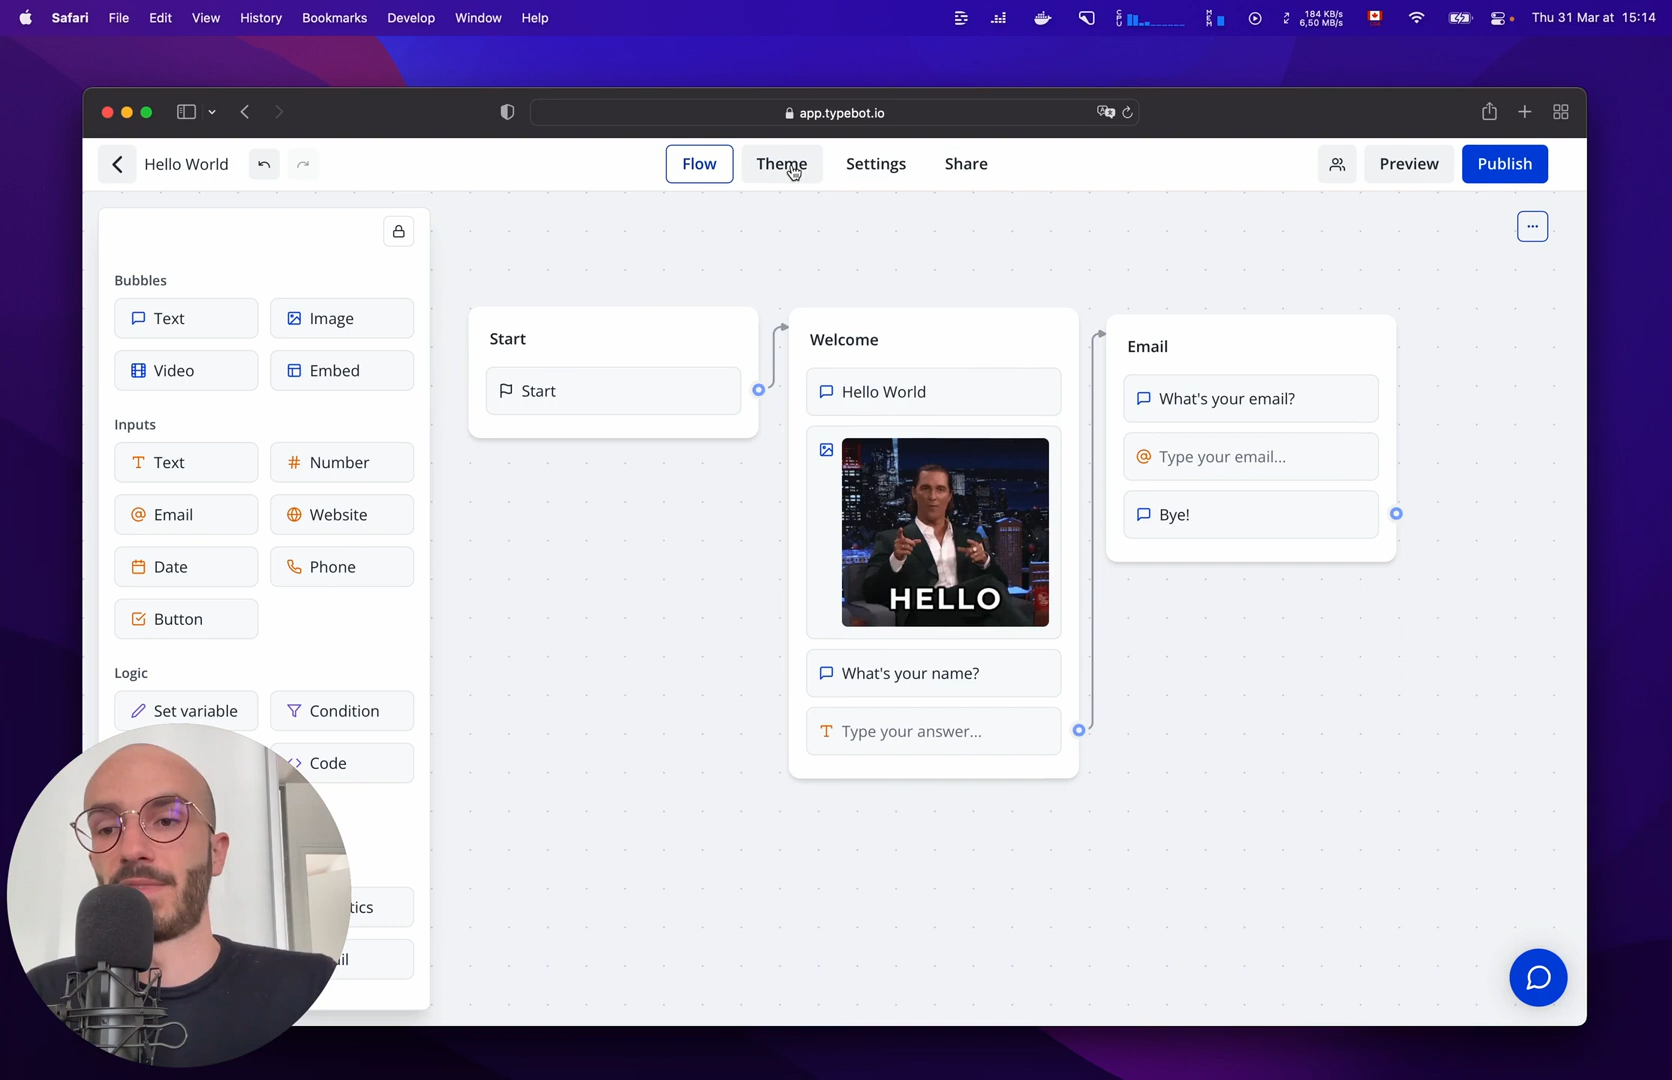 Safari File Edit View History Bookmarks Develop Window Help
CPU MEM 184 KB/s
6,50 MB/s
Thu 31 Mar at 15:14
app.typebot.io
Hello World
Flow Theme Settings Share
Preview Publish
Bubbles
Text Image
Video Embed
Inputs
Text Number
Email Website
Date Phone
Button
Logic
Set variable Condition
Code
tics
il
Start
Start
Welcome
Hello World
HELLO
What's your name?
Type your answer...
Email
What's your email?
Type your email...
Bye!